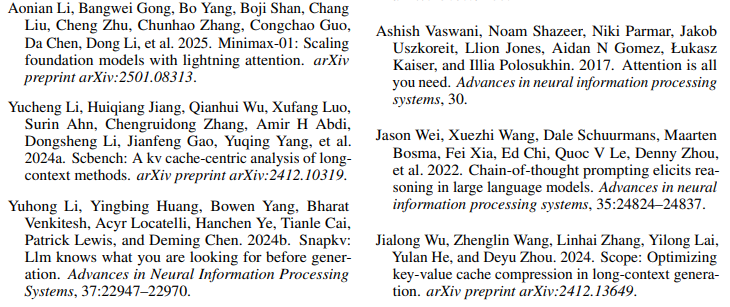 Aonian Li, Bangwei Gong, Bo Yang, Boji Shan, Chang
Liu, Cheng Zhu, Chunhao Zhang, Congchao Guo,
Da Chen, Dong Li, et al. 2025. Minimax-01: Scaling
foundation models with lightning attention. arXiv
preprint arXiv:2501.08313.
Yucheng Li, Huiqiang Jiang, Qianhui Wu, Xufang Luo,
Surin Ahn, Chengruidong Zhang, Amir H Abdi,
Dongsheng Li, Jianfeng Gao, Yuqing Yang, et al.
2024a. Scbench: A kv cache-centric analysis of long-
context methods. arXiv preprint arXiv:2412.10319.
Yuhong Li, Yingbing Huang, Bowen Yang, Bharat
Venkitesh, Acyr Locatelli, Hanchen Ye, Tianle Cai,
Patrick Lewis, and Deming Chen. 2024b. Snapkv:
Llm knows what you are looking for before gener-
ation. Advances in Neural Information Processing
Systems, 37:22947–22970.
Ashish Vaswani, Noam Shazeer, Niki Parmar, Jakob
Uszkoreit, Llion Jones, Aidan N Gomez, Łukasz
Kaiser, and Illia Polosukhin. 2017. Attention is all
you need. Advances in neural information processing
systems, 30.
Jason Wei, Xuezhi Wang, Dale Schuurmans, Maarten
Bosma, Fei Xia, Ed Chi, Quoc V Le, Denny Zhou,
et al. 2022. Chain-of-thought prompting elicits rea-
soning in large language models. Advances in neural
information processing systems, 35:24824–24837.
Jialong Wu, Zhenglin Wang, Linhai Zhang, Yilong Lai,
Yulan He, and Deyu Zhou. 2024. Scope: Optimizing
key-value cache compression in long-context genera-
tion. arXiv preprint arXiv:2412.13649.